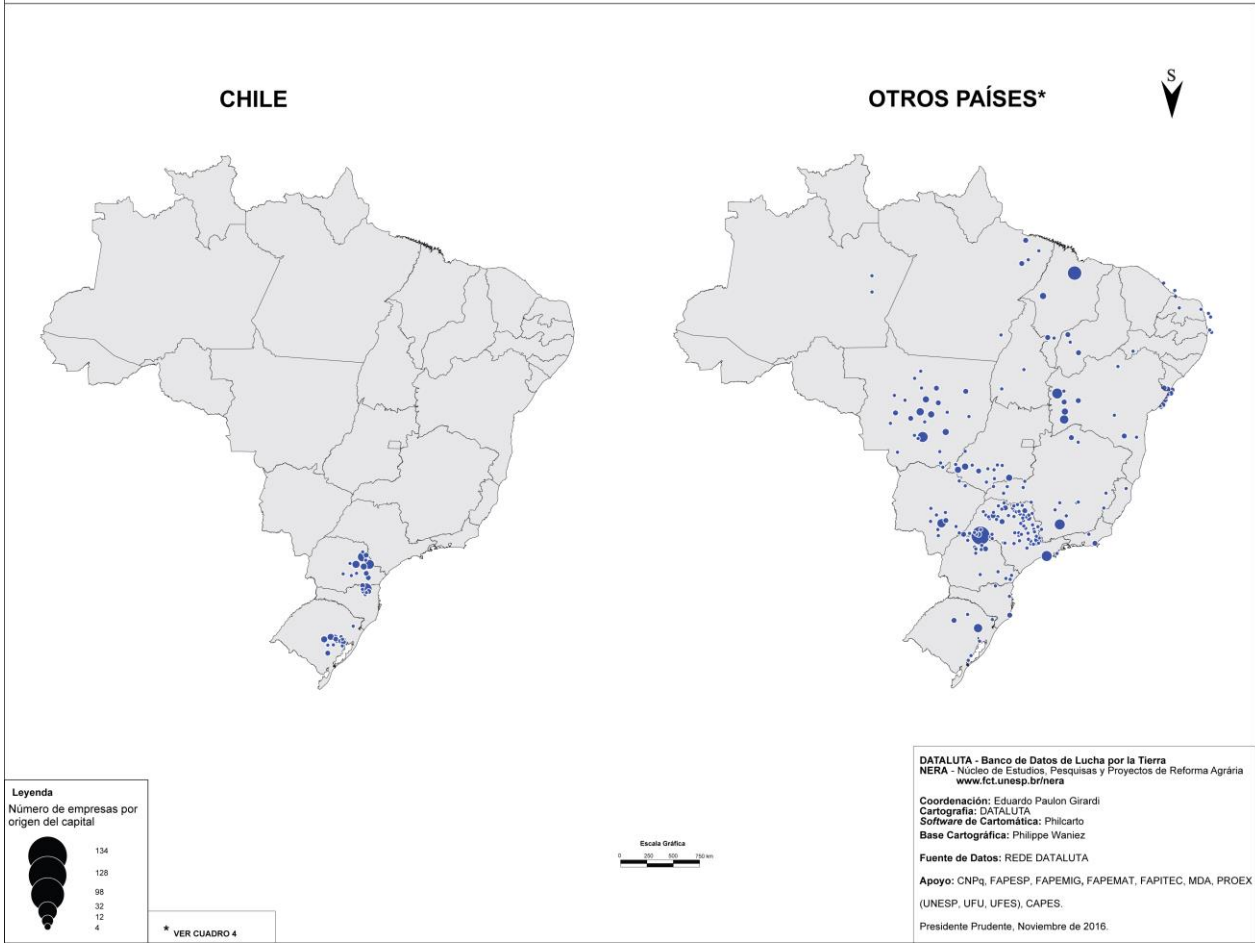 CHILE
OTROS PAÍSES*
S
Leyenda
Número de empresas por
origen del capital
134
128
98
32
12
4
* VER CUADRO 4
Escala Gráfica
0 250 500 750 km
DATALUTA - Banco de Datos de Lucha por la Tierra
NERA - Núcleo de Estudios, Pesquisas y Proyectos de Reforma Agrária
www.fct.unesp.br/nera
Coordenación: Eduardo Paulon Girardi
Cartografia: DATALUTA
Software de Cartomática: Philcarto
Base Cartográfica: Philippe Waniez
Fuente de Datos: REDE DATALUTA
Apoyo: CNPq, FAPESP, FAPEMIG, FAPEMAT, FAPITEC, MDA, PROEX
(UNESP, UFU, UFES), CAPES.
Presidente Prudente, Noviembre de 2016.